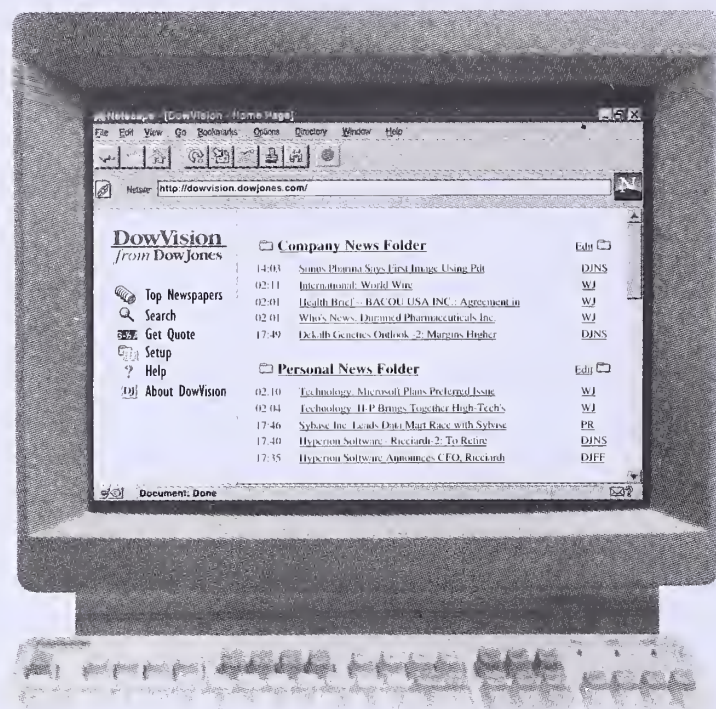 Netscape - [DowVision - Home Page]
File Edit View Go Bookmarks Options Directory Window Help
Netsite: http://dowvision.dowjones.com/
DowVision
from DowJones
Top Newspapers
Search
Get Quote
Setup
Help
DJ About DowVision
Company News Folder Edit
14:03 Sonus Pharma Says First Image Using Pdt DJNS
02:11 International: World Wire WJ
02:01 Health Brief -- BACOU USA INC.: Agreement in WJ
02:01 Who's News: Duramed Pharmaceuticals Inc. WJ
17:49 Dekalb Genetics Outlook -2: Margins Higher DJNS
Personal News Folder Edit
02:10 Technology: Microsoft Plans Preferred Issue WJ
02:04 Technology: H-P Brings Together High-Tech's WJ
17:46 Sybase Inc. Leads Data Mart Race with Sybase PR
17:40 Hyperion Software - Ricciardi-2: To Retire DJNS
17:35 Hyperion Software Announces CFO, Ricciardi DJFF
Document: Done